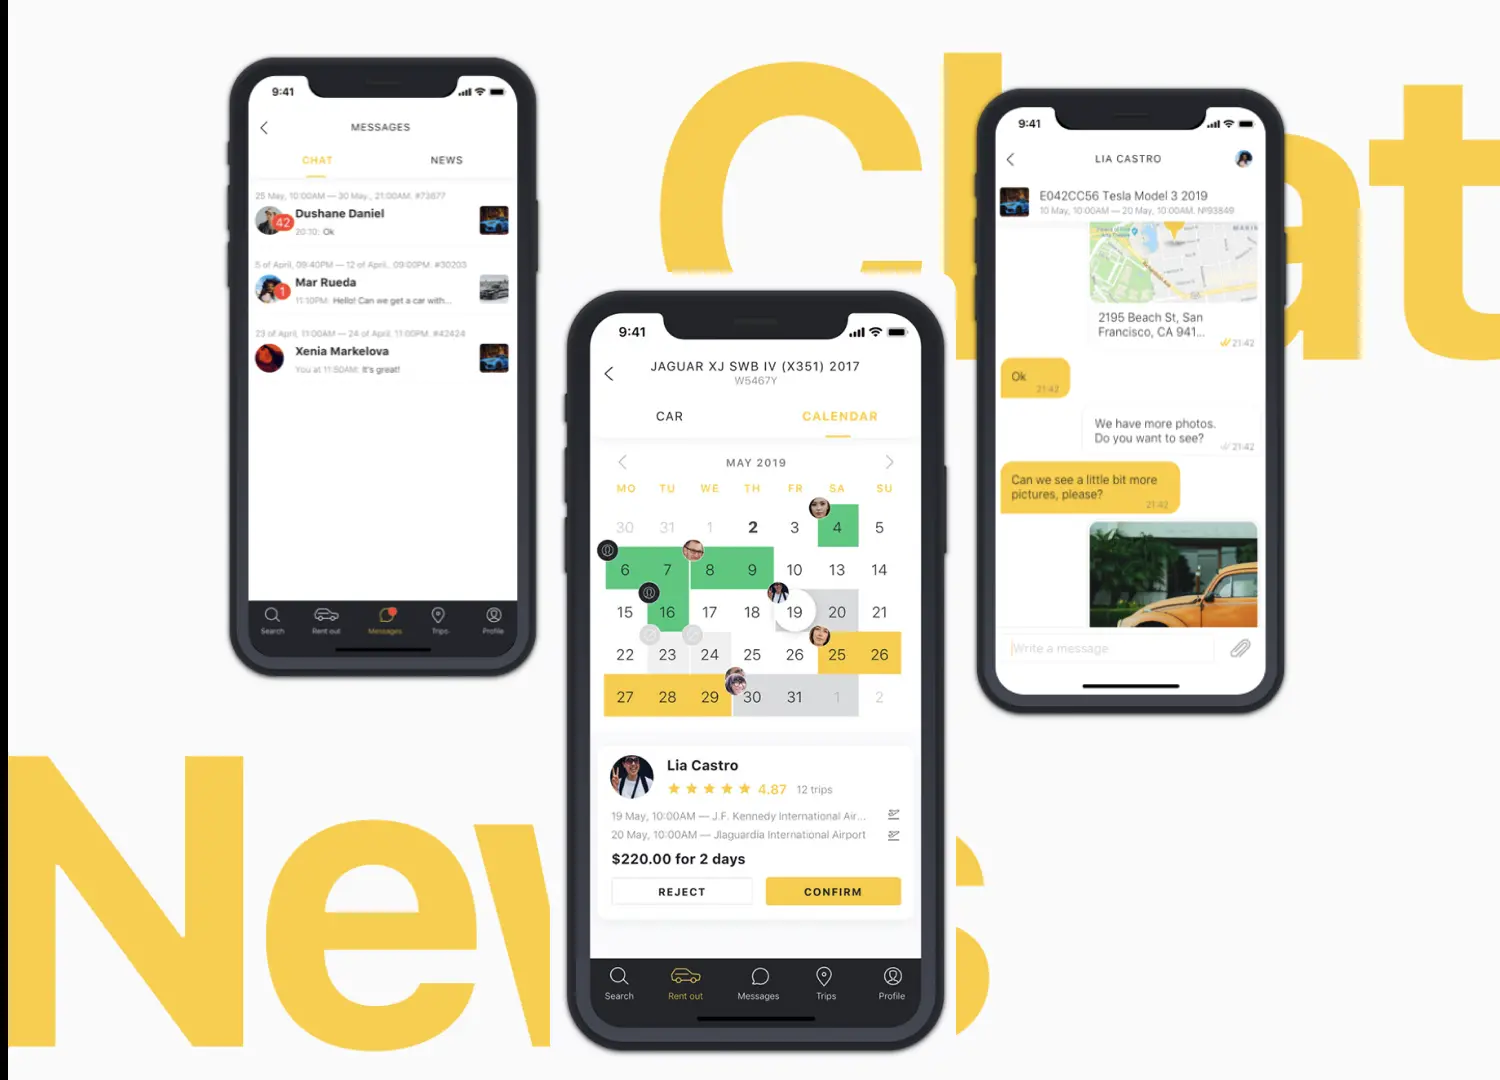 Chat
News
9:41
MESSAGES
CHAT
NEWS
25 May, 10:00AM — 30 May., 21:00AM. #73677
Dushane Daniel
42
20:10: Ok
5 of April, 09:40PM — 12 of April., 09:00PM. #30203
Mar Rueda
1
11:10PM: Hello! Can we get a car with...
23 of April, 11:00AM — 24 of April, 11:00PM. #42424
Xenia Markelova
You at 11:50AM: It's great!
Search Rent out Messages Trips Profile
9:41
JAGUAR XJ SWB IV (X351) 2017
W5467Y
CAR
CALENDAR
MAY 2019
MO TU WE TH FR SA SU
30 31 1 2 3 4 5
6 7 8 9 10 13 14
15 16 17 18 19 20 21
22 23 24 25 26 25 26
27 28 29 30 31 1 2
Lia Castro
4.87 12 trips
19 May, 10:00AM — J.F. Kennedy International Air...
20 May, 10:00AM — Jlaguardia International Airport
$220.00 for 2 days
REJECT
CONFIRM
Search Rent out Messages Trips Profile
9:41
LIA CASTRO
E042CC56 Tesla Model 3 2019
10 May, 10:00AM — 20 May, 10:00AM. №93849
2195 Beach St, San
Francisco, CA 941...
21:42
Ok
21:42
We have more photos.
Do you want to see?
21:42
Can we see a little bit more
pictures, please?
21:42
Write a message